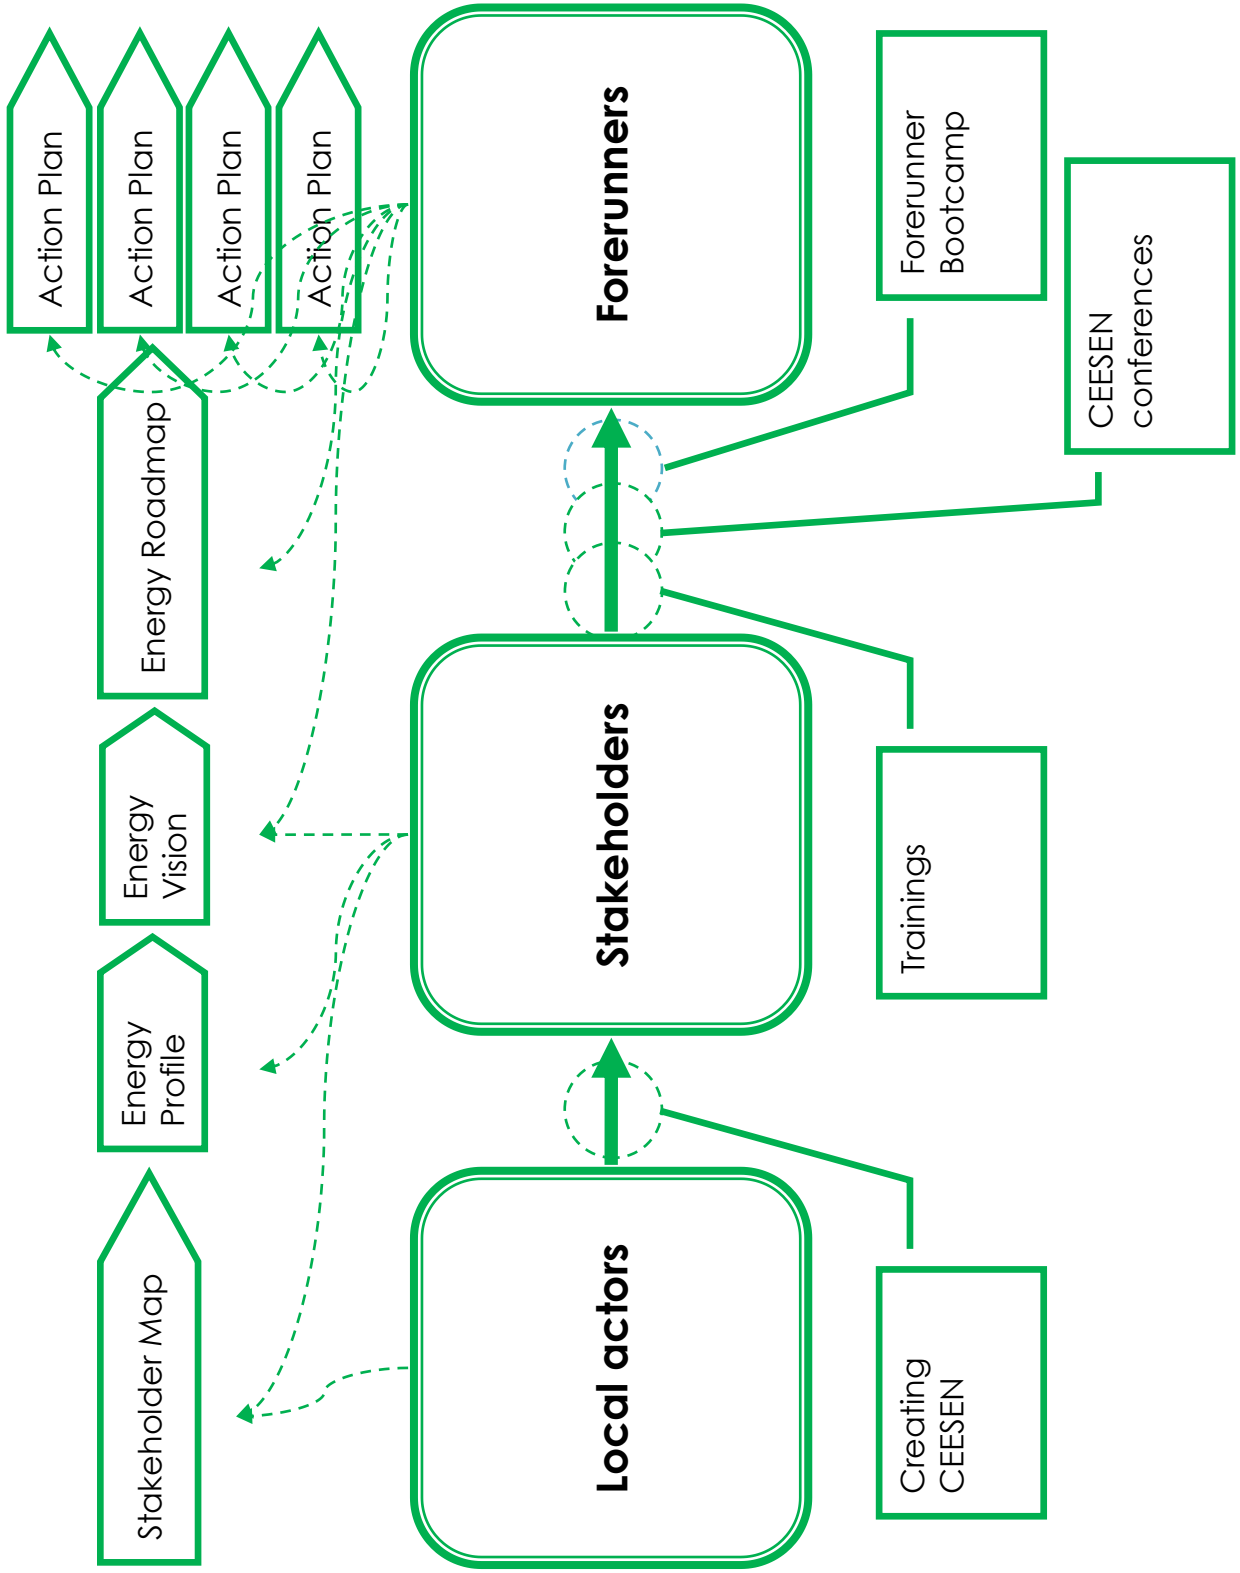 Stakeholder Map
Energy
Profile
Energy
Vision
Energy Roadmap
Action Plan
Action Plan
Action Plan
Action Plan
Local actors
Stakeholders
Forerunners
Creating
CEESEN
Trainings
Forerunner
Bootcamp
CEESEN
conferences